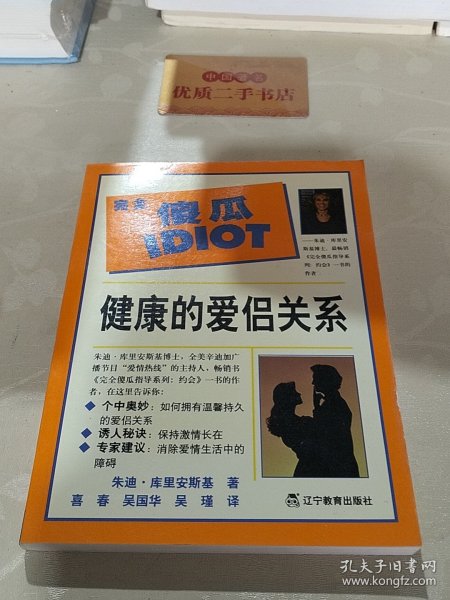 中国书店
优质二手书店
完全
傻瓜
IDIOT
——朱迪·库里安
斯基博士,最畅销
《完全傻瓜指导系
列:约会》一书的
作者
健康的爱侣关系
朱迪·库里安斯基博士,全美辛迪加广
播节目“爱情热线”的主持人,畅销书
《完全傻瓜指导系列:约会》一书的作
者,在这里告诉你:
◆ 个中奥妙:如何拥有温馨持久
的爱侣关系
◆ 诱人秘诀:保持激情长在
◆ 专家建议:消除爱情生活中的
障碍
朱迪·库里安斯基 著
喜春 吴国华 吴瑾 译
辽宁教育出版社
孔夫子旧书网
www.kongfz.com